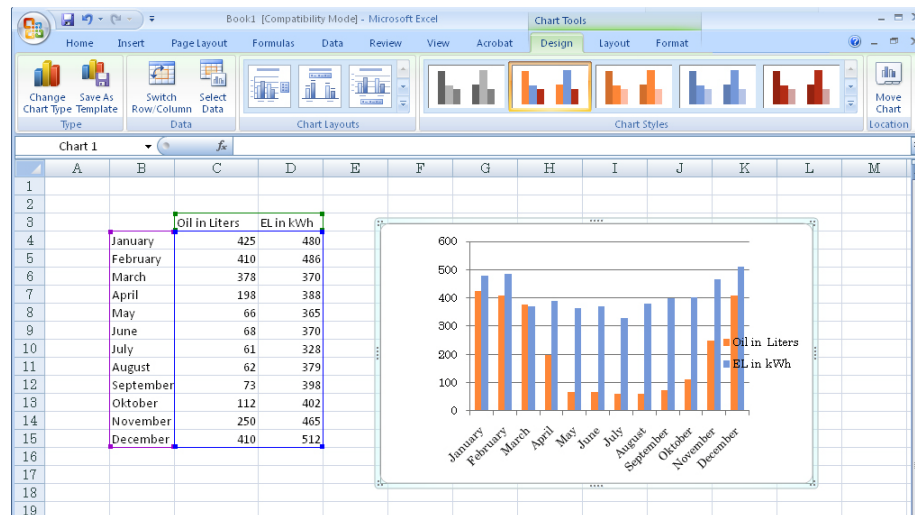 Book1 [Compatibility Mode] - Microsoft Excel
Chart Tools
Home Insert Page Layout Formulas Data Review View Acrobat Design Layout Format
Change Chart Type
Save As Template
Switch Row/Column
Select Data
Move Chart
Type Data Chart Layouts Chart Styles Location
Chart 1 fx
A B C D E F G H I J K L M
1
2
3 Oil in Liters EL in kWh
4 January 425 480
5 February 410 486
6 March 378 370
7 April 198 388
8 May 66 365
9 June 68 370
10 July 61 328
11 August 62 379
12 September 73 398
13 Oktober 112 402
14 November 250 465
15 December 410 512
16
17
18
19
600
500
400
300
200
100
0
Oil in Liters
EL in kWh
January February March April May June July August September Oktober November December